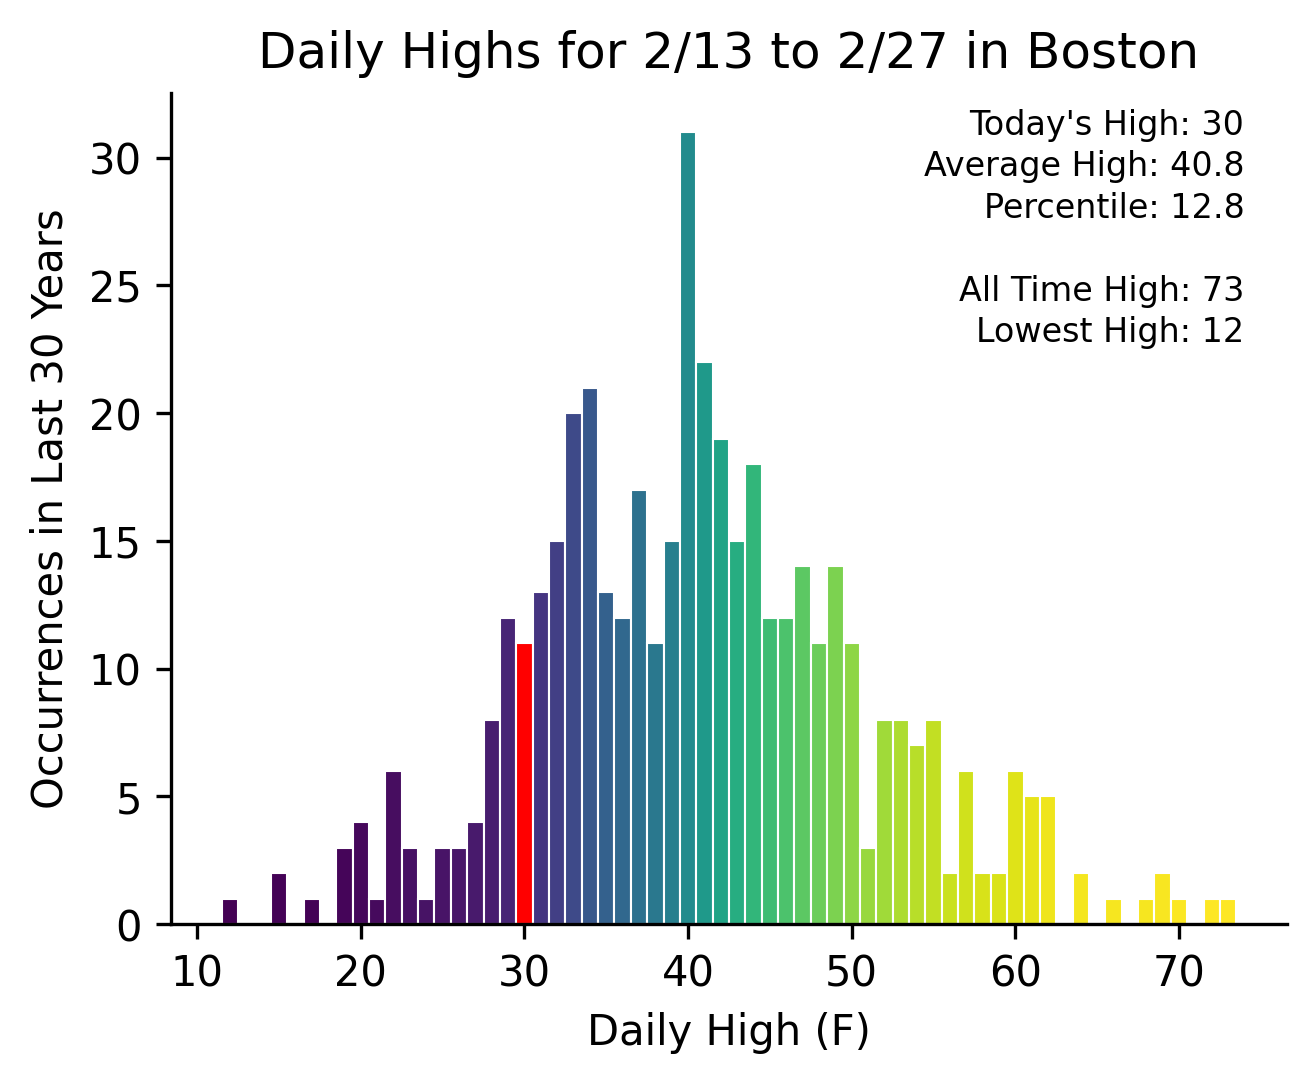 Daily Highs for 2/13 to 2/27 in Boston
Today's High: 30
Average High: 40.8
Percentile: 12.8
All Time High: 73
Lowest High: 12
Occurrences in Last 30 Years
30
25
20
15
10
5
0
10 20 30 40 50 60 70
Daily High (F)